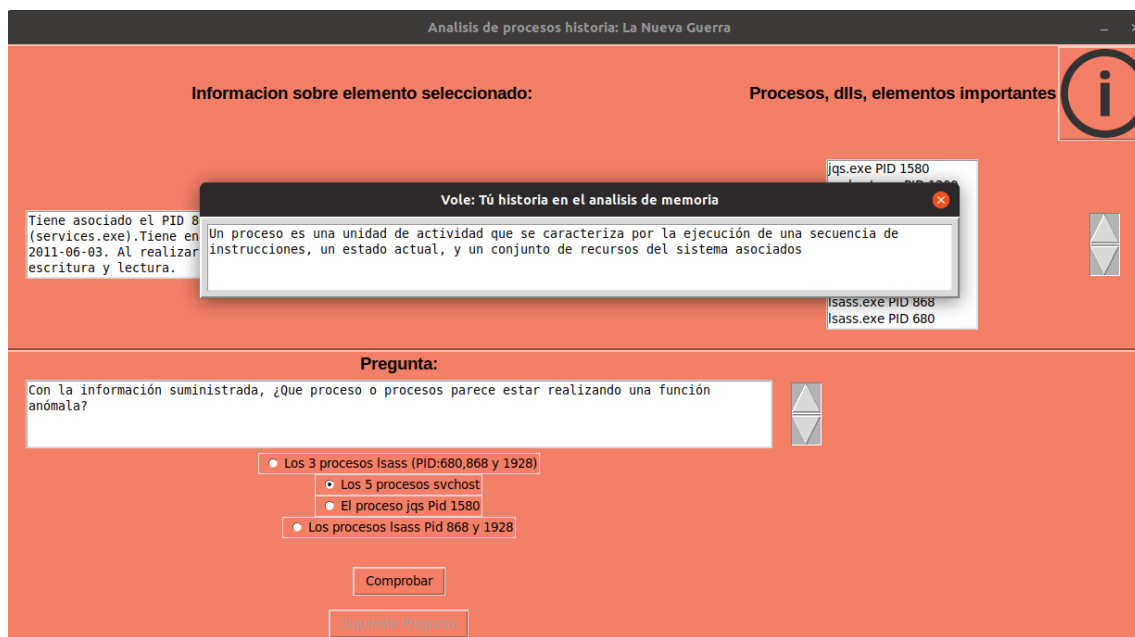 Analisis de procesos historia: La Nueva Guerra
Informacion sobre elemento seleccionado:
Procesos, dlls, elementos importantes
jqs.exe PID 1580
Vole: Tú historia en el analisis de memoria
Tiene asociado el PID 8
(services.exe).Tiene en
2011-06-03. Al realizar
escritura y lectura.
Un proceso es una unidad de actividad que se caracteriza por la ejecución de una secuencia de
instrucciones, un estado actual, y un conjunto de recursos del sistema asociados
lsass.exe PID 868
lsass.exe PID 680
Pregunta:
Con la información suministrada, ¿Que proceso o procesos parece estar realizando una función
anómala?
Los 3 procesos lsass (PID:680,868 y 1928)
Los 5 procesos svchost
El proceso jqs Pid 1580
Los procesos lsass Pid 868 y 1928
Comprobar
Siguiente Pregunta